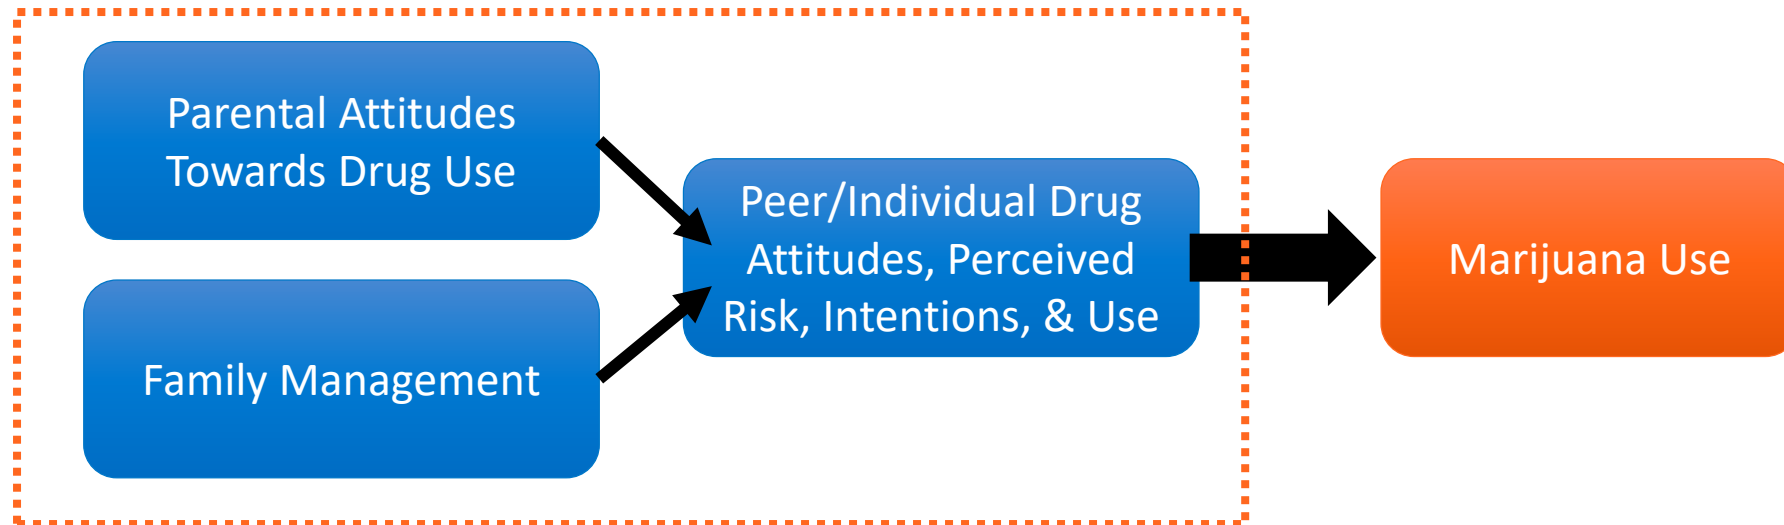 Parental Attitudes
Towards Drug Use
Family Management
Peer/Individual Drug
Attitudes, Perceived
Risk, Intentions, & Use
Marijuana Use